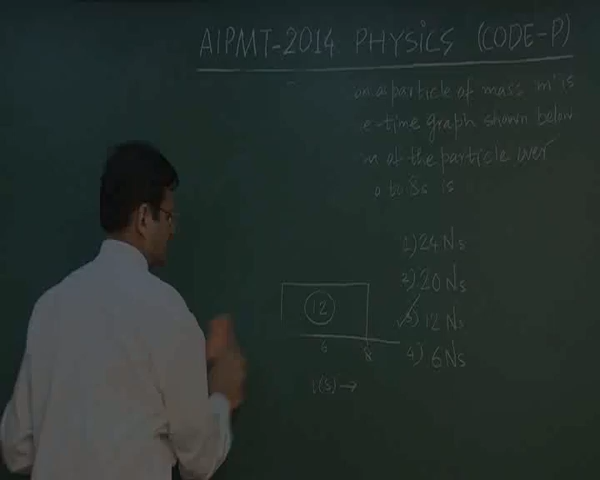 AIPMT-2014 PHYSICS (CODE-P)
on a particle of mass 'm' is
e-time graph shown below
m of the particle over
0 to 8s is
1) 24 Ns
2) 20 Ns
3) 12 Ns
4) 6 Ns
12
6 8
t(s) →